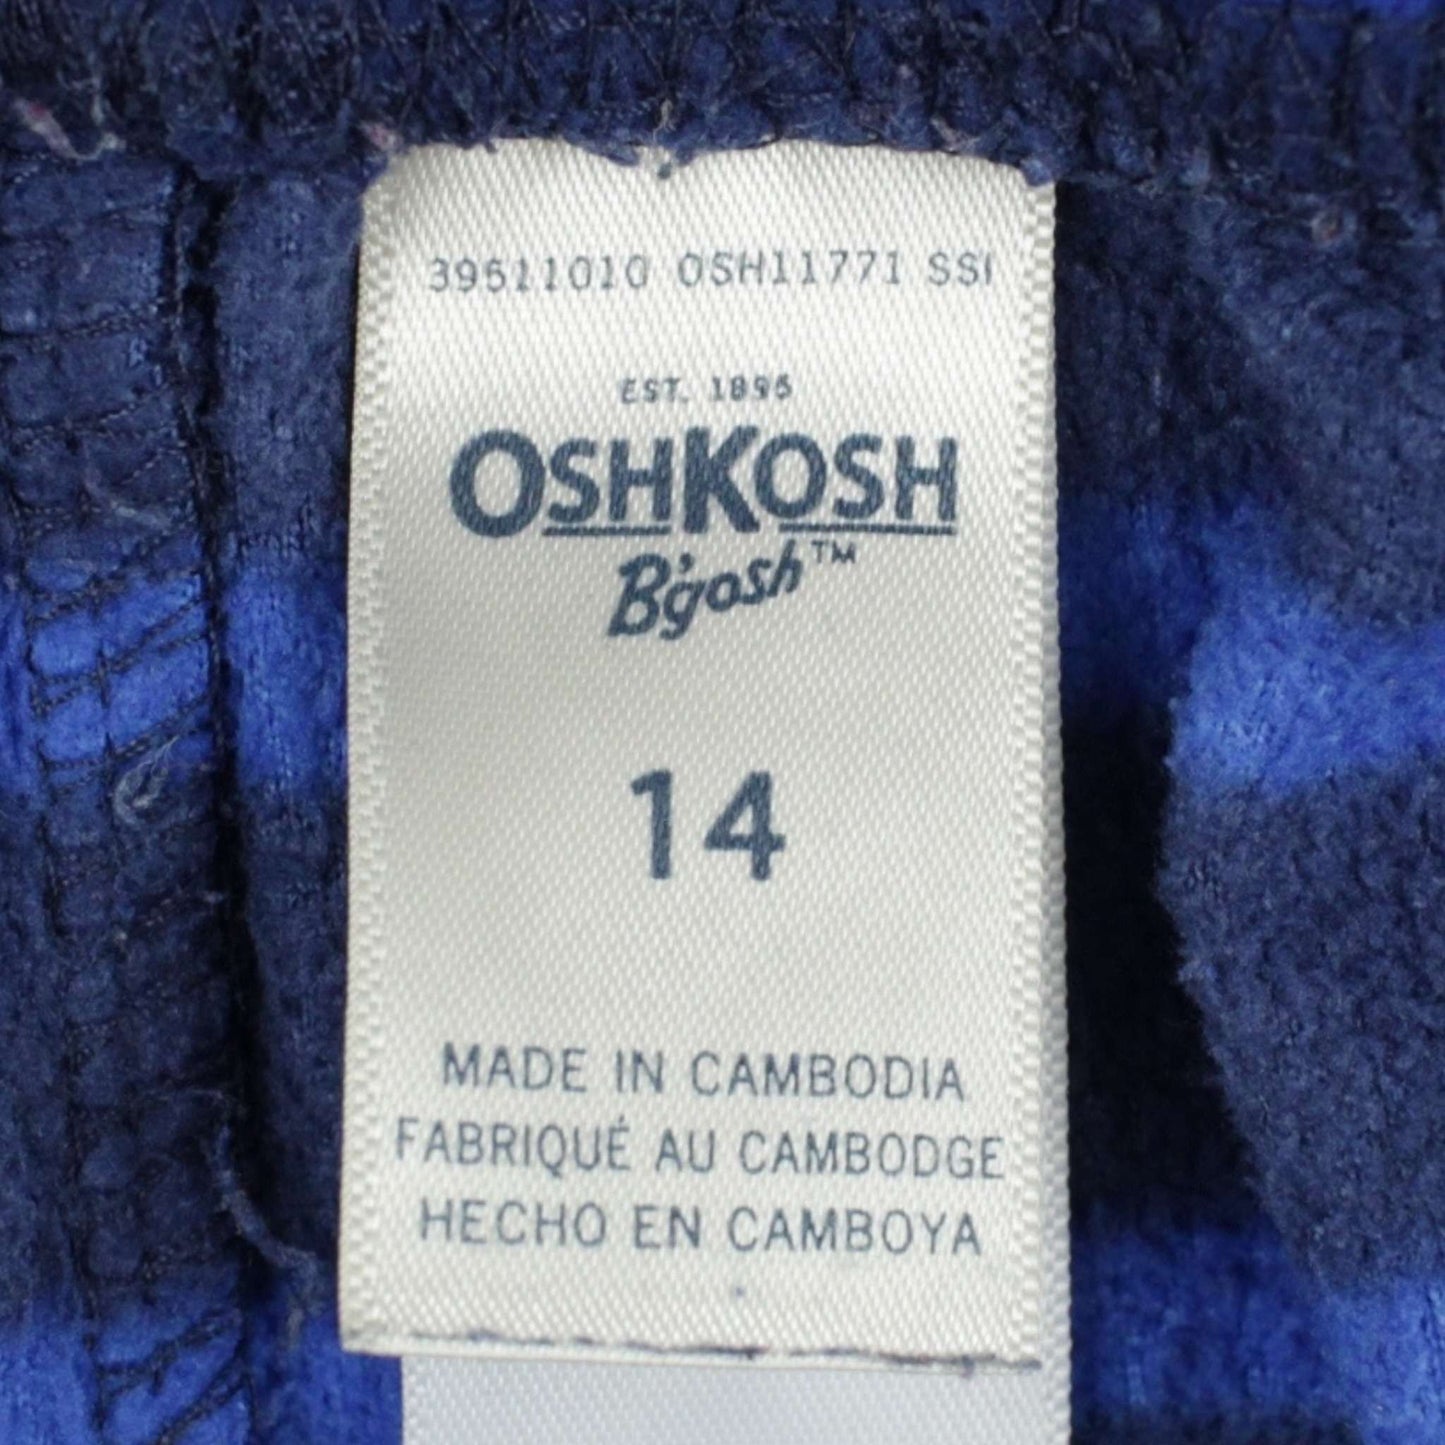 39511010 OSH11771 SSI
EST. 1895
OSHKOSH
B'gosh™
14
MADE IN CAMBODIA
FABRIQUÉ AU CAMBODGE
HECHO EN CAMBOYA